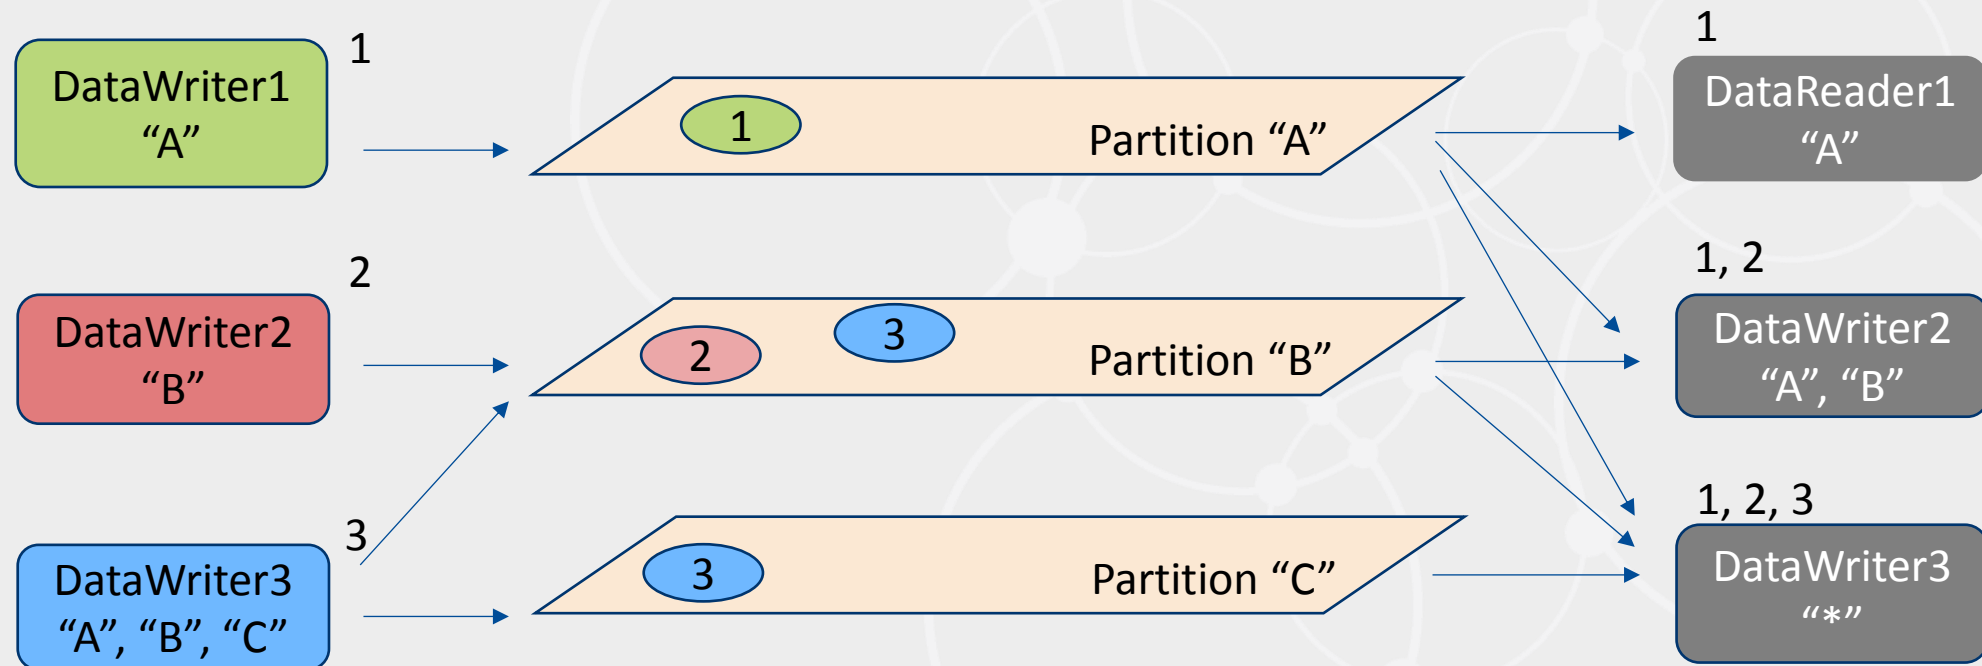 1
DataWriter1
“A”
1
Partition “A”
1
DataReader1
“A”
2
DataWriter2
“B”
2
3
Partition “B”
1, 2
DataWriter2
“A”, “B”
3
DataWriter3
“A”, “B”, “C”
3
Partition “C”
1, 2, 3
DataWriter3
“*”